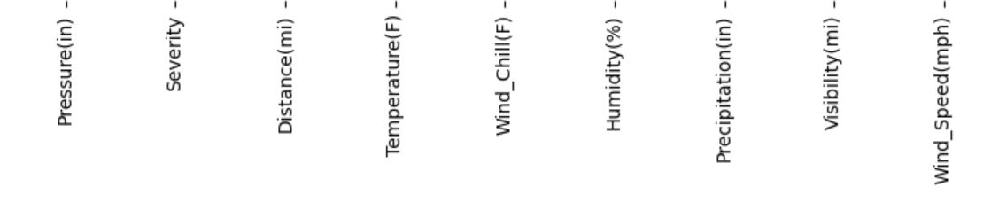 Pressure(in)
Severity
Distance(mi)
Temperature(F)
Wind_Chill(F)
Humidity(%)
Precipitation(in)
Visibility(mi)
Wind_Speed(mph)